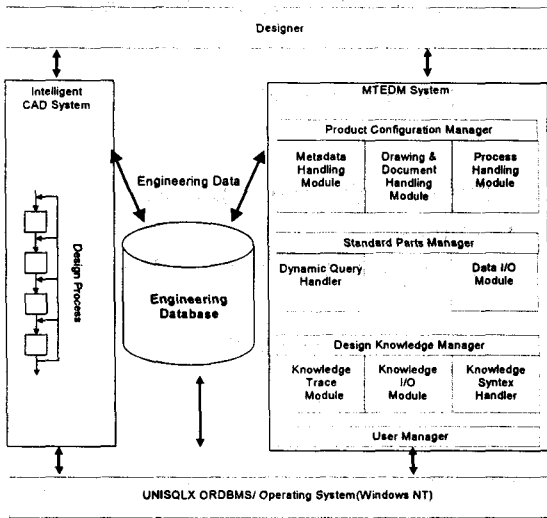 Designer
Intelligent
CAD System
Design Process
Engineering Data
Engineering
Database
MTEDM System
Product Configuration Manager
Metadata
Handling
Module
Drawing &
Document
Handling
Module
Process
Handling
Module
Standard Parts Manager
Dynamic Query
Handler
Data I/O
Module
Design Knowledge Manager
Knowledge
Trace
Module
Knowledge
I/O
Module
Knowledge
Syntex
Handler
User Manager
UNISQLX ORDBMS/ Operating System(Windows NT)